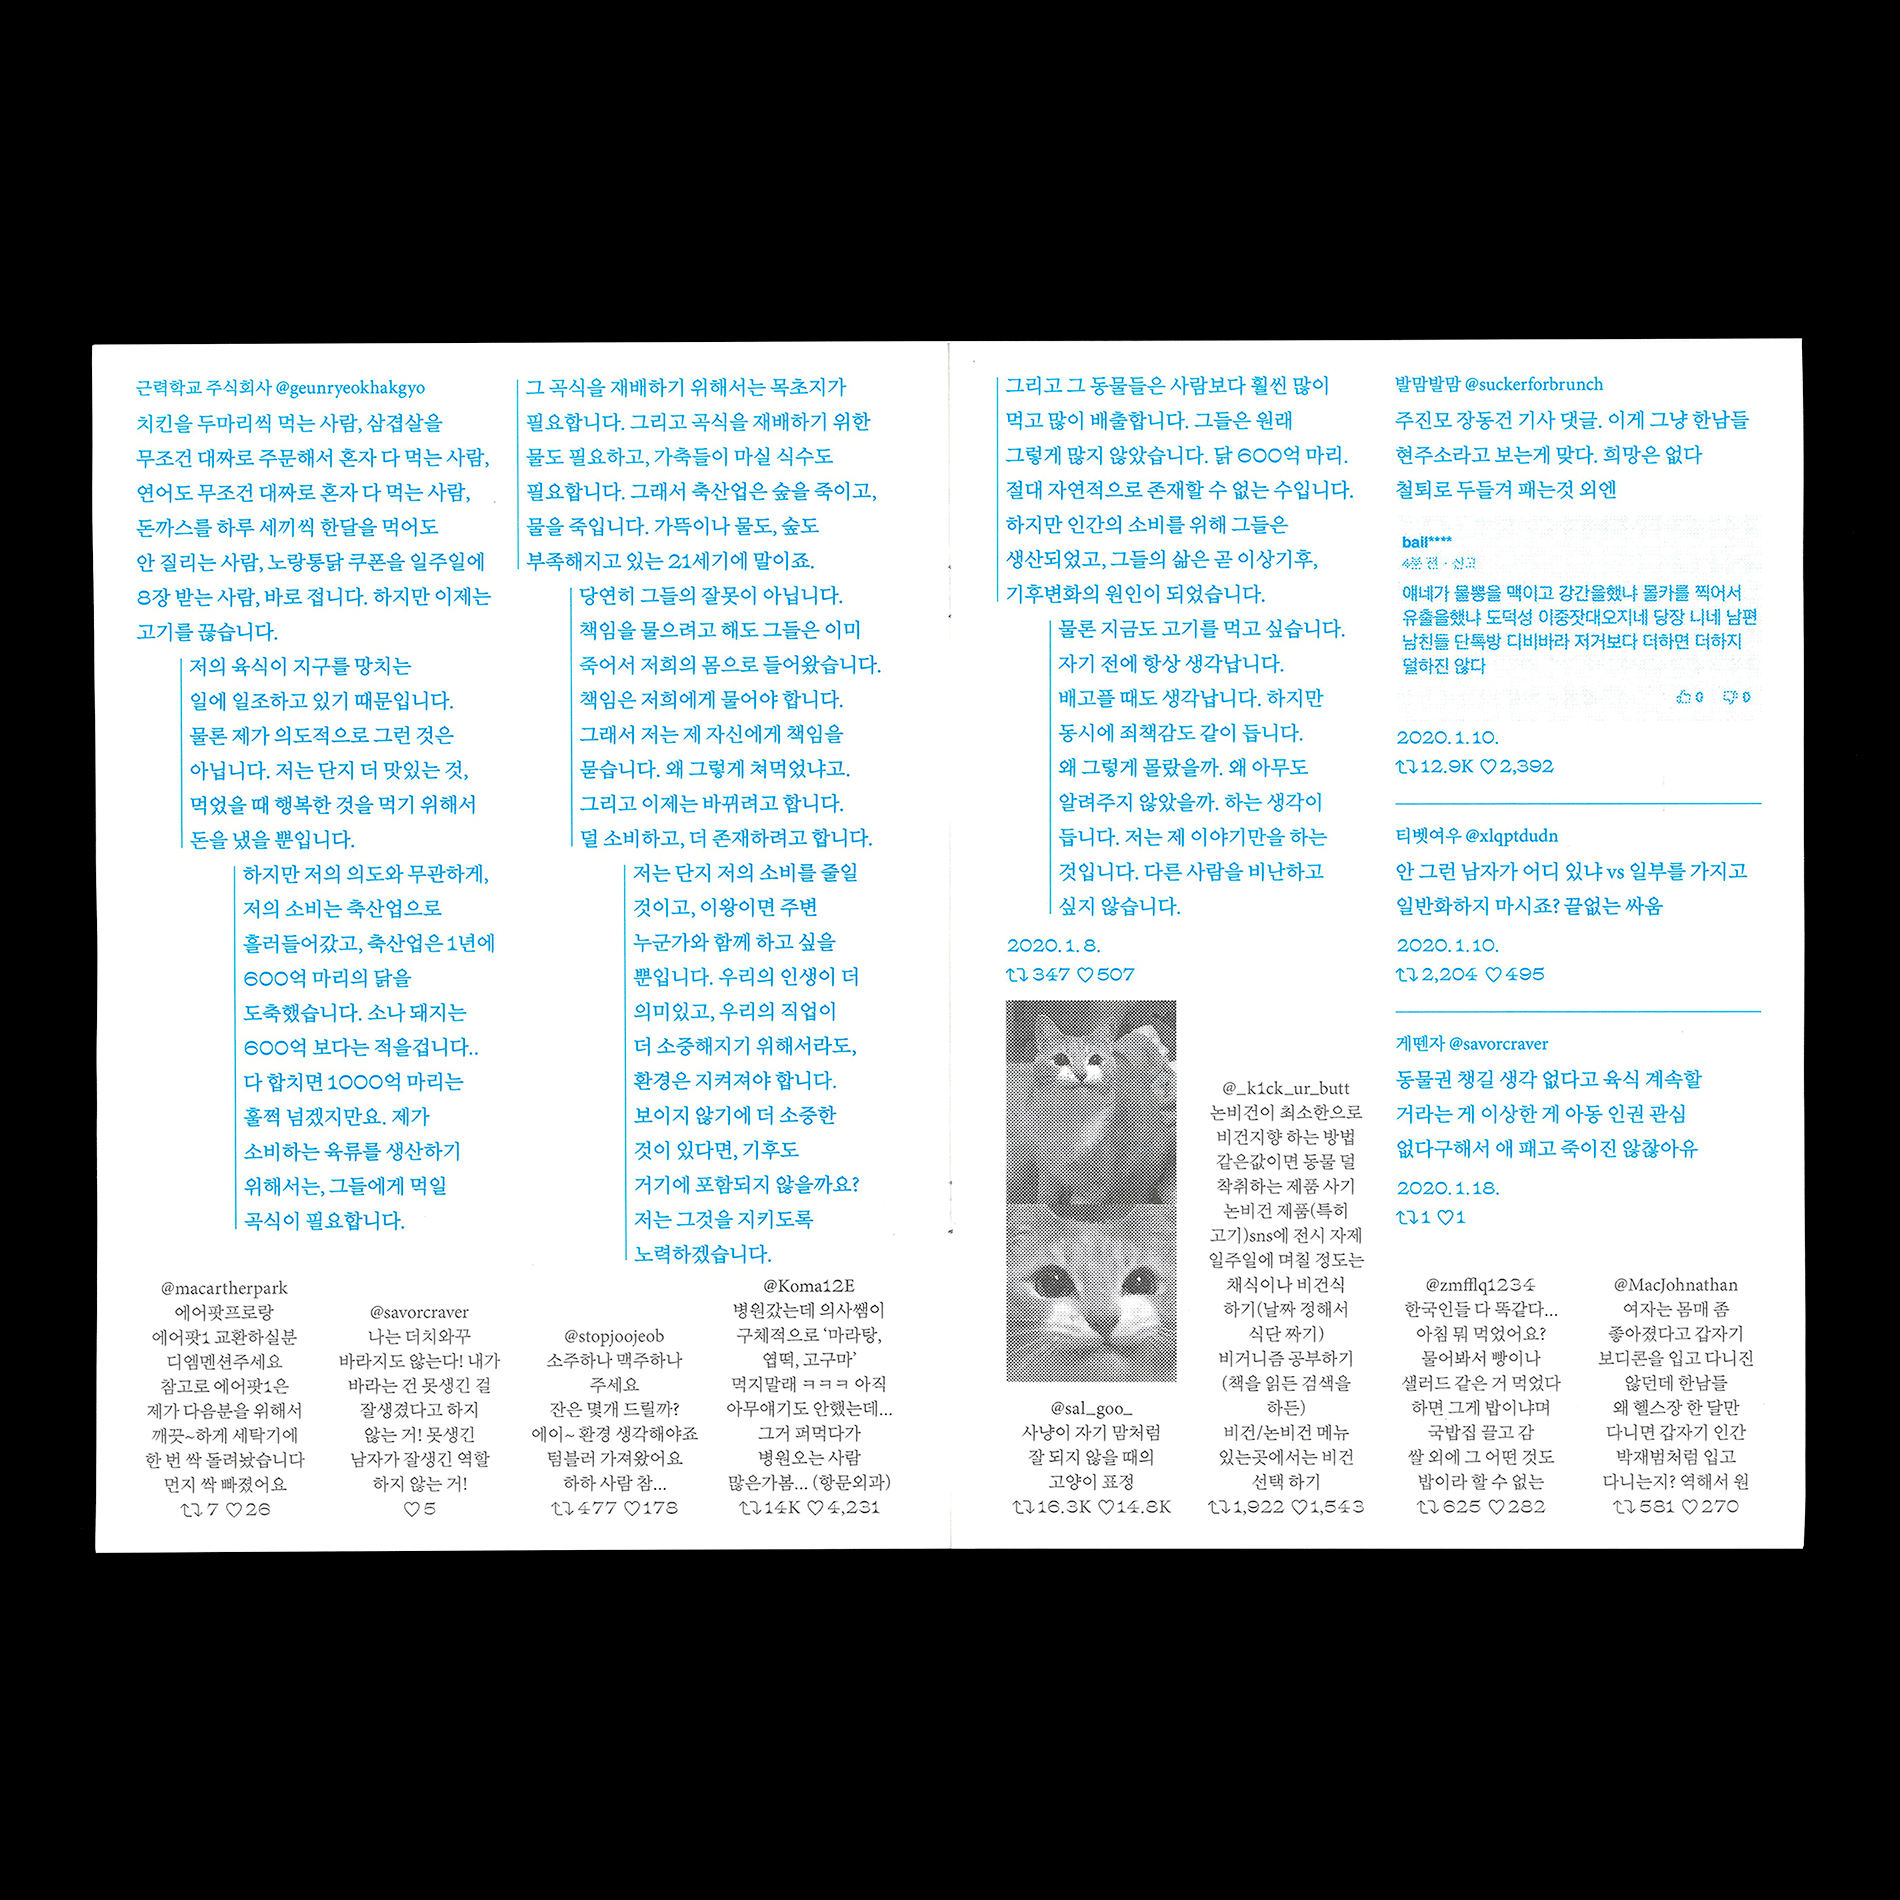 근력학교 주식회사 @geunryeokhakgyo
치킨을 두마리씩 먹는 사람, 삼겹살을
무조건 대짜로 주문해서 혼자 다 먹는 사람,
연어도 무조건 대짜로 혼자 다 먹는 사람,
돈까스를 하루 세끼씩 한달을 먹어도
안 질리는 사람, 노랑통닭 쿠폰을 일주일에
8장 받는 사람, 바로 접니다. 하지만 이제는
고기를 끊습니다.
저의 육식이 지구를 망치는
일에 일조하고 있기 때문입니다.
물론 제가 의도적으로 그런 것은
아닙니다. 저는 단지 더 맛있는 것,
먹었을 때 행복한 것을 먹기 위해서
돈을 냈을 뿐입니다.
하지만 저의 의도와 무관하게,
저의 소비는 축산업으로
흘러들어갔고, 축산업은 1년에
600억 마리의 닭을
도축했습니다. 소나 돼지는
600억 보다는 적을겁니다..
다 합치면 1000억 마리는
훌쩍 넘겠지만요. 제가
소비하는 육류를 생산하기
위해서는, 그들에게 먹일
곡식이 필요합니다.
그 곡식을 재배하기 위해서는 목초지가
필요합니다. 그리고 곡식을 재배하기 위한
물도 필요하고, 가축들이 마실 식수도
필요합니다. 그래서 축산업은 숲을 죽이고,
물을 죽입니다. 가뜩이나 물도, 숲도
부족해지고 있는 21세기에 말이죠.
당연히 그들의 잘못이 아닙니다.
책임을 물으려고 해도 그들은 이미
죽어서 저희의 몸으로 들어왔습니다.
책임은 저희에게 물어야 합니다.
그래서 저는 제 자신에게 책임을
묻습니다. 왜 그렇게 쳐먹었냐고.
그리고 이제는 바뀌려고 합니다.
덜 소비하고, 더 존재하려고 합니다.
저는 단지 저의 소비를 줄일
것이고, 이왕이면 주변
누군가와 함께 하고 싶을
뿐입니다. 우리의 인생이 더
의미있고, 우리의 직업이
더 소중해지기 위해서라도,
환경은 지켜져야 합니다.
보이지 않기에 더 소중한
것이 있다면, 기후도
거기에 포함되지 않을까요?
저는 그것을 지키도록
노력하겠습니다.
@macartherpark
에어팟프로랑
에어팟1 교환하실분
디엠멘션주세요
참고로 에어팟1은
제가 다음분을 위해서
깨끗~하게 세탁기에
한 번 싹 돌려놨습니다
먼지 싹 빠졌어요
7 ♡26
@savorcraver
나는 더치와꾸
바라지도 않는다! 내가
바라는 건 못생긴 걸
잘생겼다고 하지
않는 거! 못생긴
남자가 잘생긴 역할
하지 않는 거!
♡5
@stopjoojeob
소주하나 맥주하나
주세요
잔은 몇개 드릴까?
에이~ 환경 생각해야죠
텀블러 가져왔어요
하하 사람 참...
477 ♡178
@Koma12E
병원갔는데 의사쌤이
구체적으로 ‘마라탕,
엽떡, 고구마’
먹지말래 ㅋㅋㅋ 아직
아무얘기도 안했는데...
그거 퍼먹다가
병원오는 사람
많은가봄... (항문외과)
14K ♡4,231
그리고 그 동물들은 사람보다 훨씬 많이
먹고 많이 배출합니다. 그들은 원래
그렇게 많지 않았습니다. 닭 600억 마리.
절대 자연적으로 존재할 수 없는 수입니다.
하지만 인간의 소비를 위해 그들은
생산되었고, 그들의 삶은 곧 이상기후,
기후변화의 원인이 되었습니다.
물론 지금도 고기를 먹고 싶습니다.
자기 전에 항상 생각납니다.
배고플 때도 생각납니다. 하지만
동시에 죄책감도 같이 듭니다.
왜 그렇게 몰랐을까. 왜 아무도
알려주지 않았을까. 하는 생각이
듭니다. 저는 제 이야기만을 하는
것입니다. 다른 사람을 비난하고
싶지 않습니다.
2020.1.8.
347 ♡507
@sal_goo_
사냥이 자기 맘처럼
잘 되지 않을 때의
고양이 표정
16.3K ♡14.8K
@_k1ck_ur_butt
논비건이 최소한으로
비건지향 하는 방법
같은값이면 동물 덜
착취하는 제품 사기
논비건 제품(특히
고기)sns에 전시 자제
일주일에 며칠 정도는
채식이나 비건식
하기(날짜 정해서
식단 짜기)
비거니즘 공부하기
(책을 읽든 검색을
하든)
비건/논비건 메뉴
있는곳에서는 비건
선택 하기
1,922 ♡1,543
발맘발맘 @suckerforbrunch
주진모 장동건 기사 댓글. 이게 그냥 한남들
현주소라고 보는게 맞다. 희망은 없다
철퇴로 두들겨 패는것 외엔
bail****
4분 전 · 신고
얘네가 물뽕을 맥이고 강간을했냐 몰카를 찍어서
유출을했냐 도덕성 이중잣대오지네 당장 니네 남편
남친들 단톡방 디비바라 저거보다 더하면 더하지
덜하진 않다
0 0
2020.1.10.
12.9K ♡2,392
티벳여우 @xlqptdudn
안 그런 남자가 어디 있냐 vs 일부를 가지고
일반화하지 마시죠? 끝없는 싸움
2020.1.10.
2,204 ♡495
게뗀자 @savorcraver
동물권 챙길 생각 없다고 육식 계속할
거라는 게 이상한 게 아동 인권 관심
없다구해서 애 패고 죽이진 않찮아유
2020.1.18.
1 ♡1
@zmfflq1234
한국인들 다 똑같다...
아침 뭐 먹었어요?
물어봐서 빵이나
샐러드 같은 거 먹었다
하면 그게 밥이냐며
국밥집 끌고 감
쌀 외에 그 어떤 것도
밥이라 할 수 없는
625 ♡282
@MacJohnathan
여자는 몸매 좀
좋아졌다고 갑자기
보디콘을 입고 다니진
않던데 한남들
왜 헬스장 한 달만
다니면 갑자기 인간
박재범처럼 입고
다니는지? 역해서 원
581 ♡270